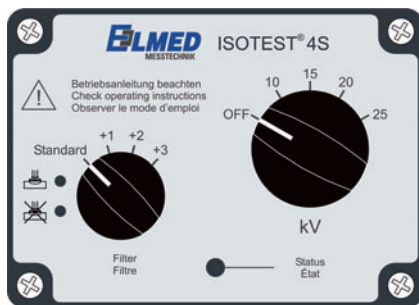 ELMED
MESSTECHNIK
ISOTEST® 4S
Betriebsanleitung beachten
Check operating instructions
Observer le mode d'emploi
Standard
+1
+2
+3
OFF
10
15
20
25
kV
Filter
Filtre
Status
État